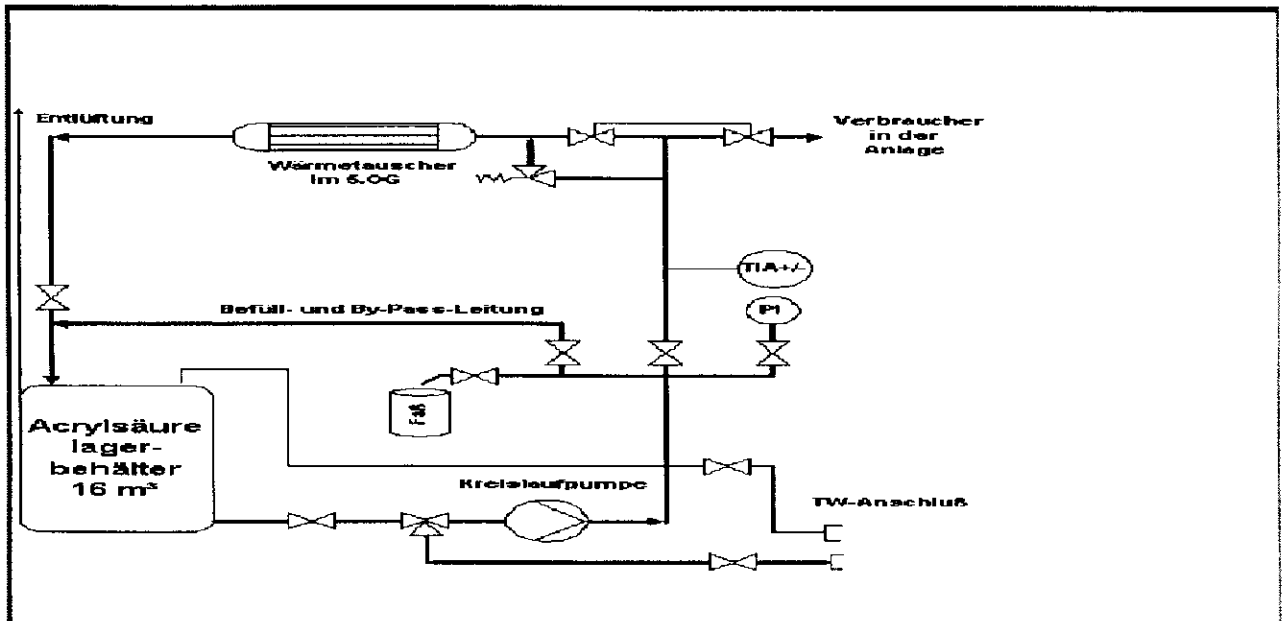 Entlüftung
Wärmetauscher
im 5.OG
Verbraucher
in der
Anlage
TIA+/-
Befüll- und By-Pass-Leitung
PI
Faß
Acrylsäure
lager-
behälter
16 m³
Kreislaufpumpe
TW-Anschluß